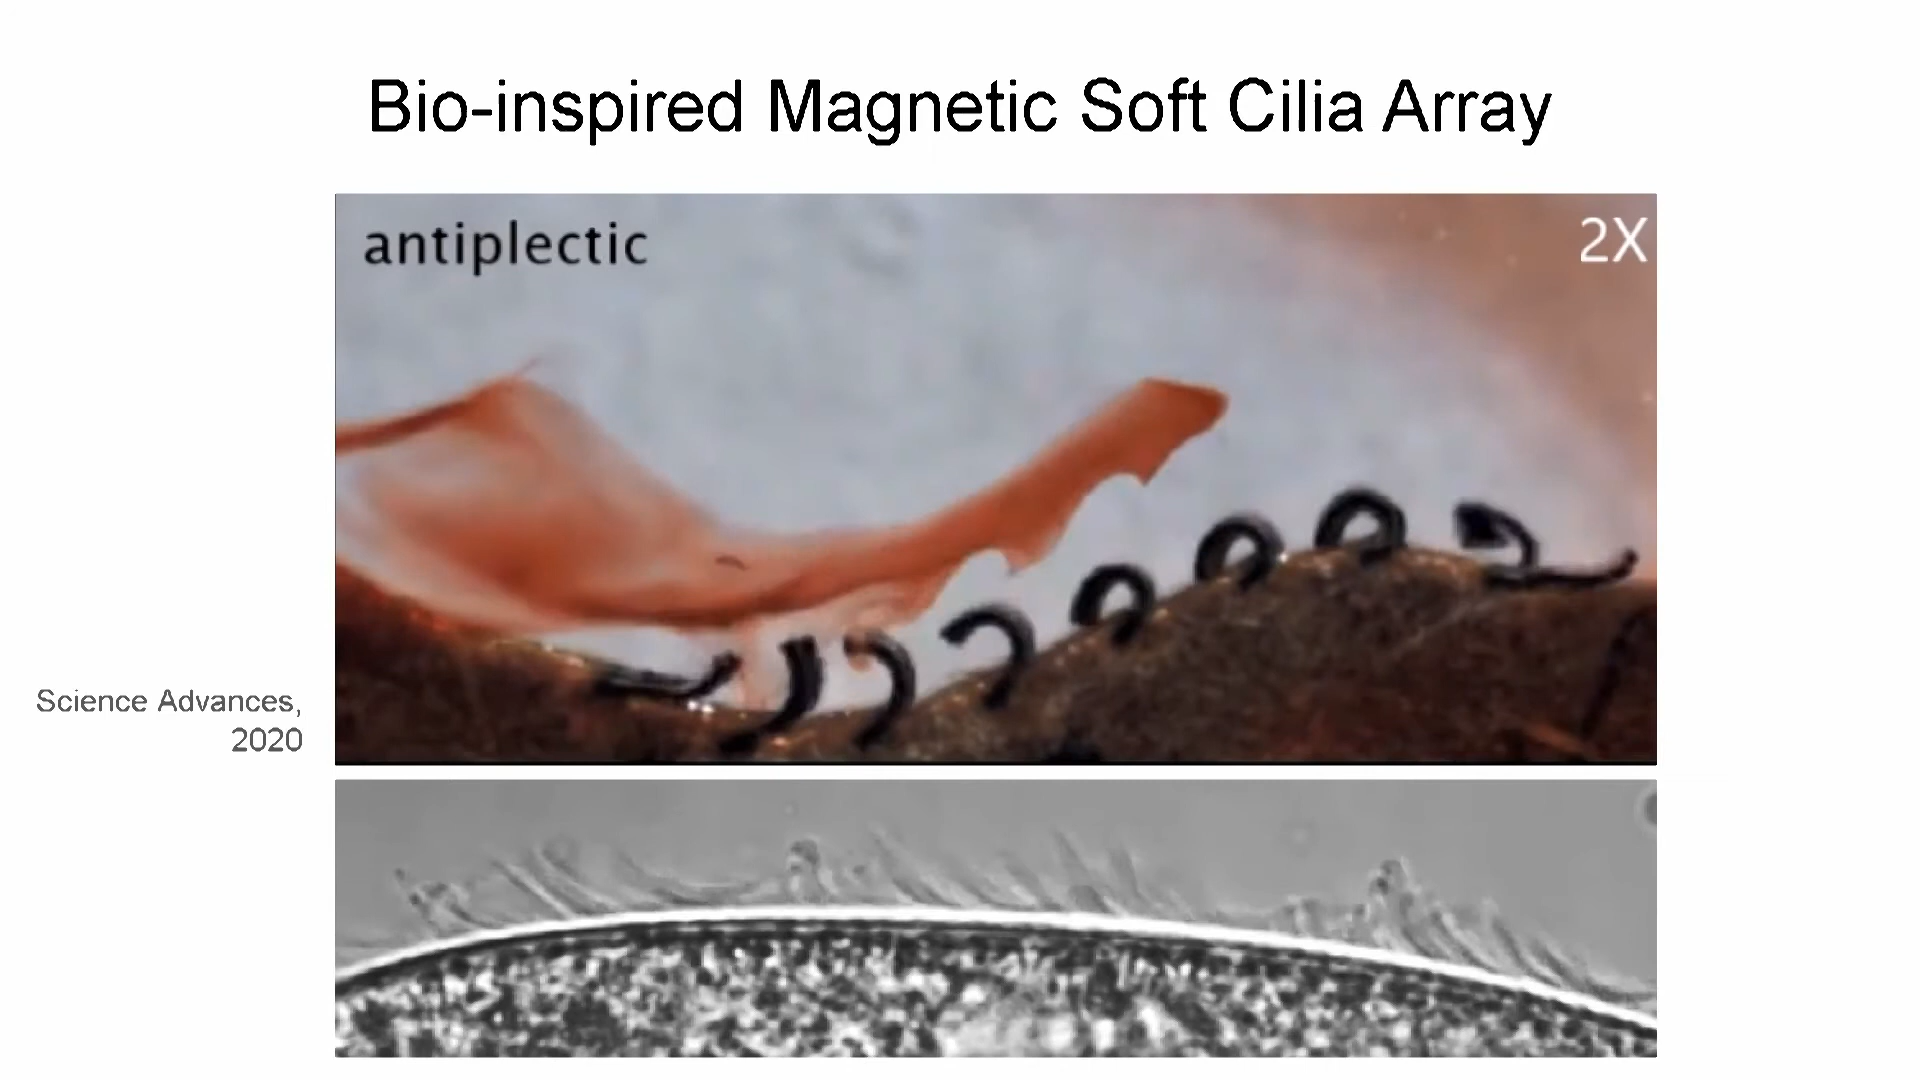 Bio-inspired Magnetic Soft Cilia Array
antiplectic
2X
Science Advances,
2020